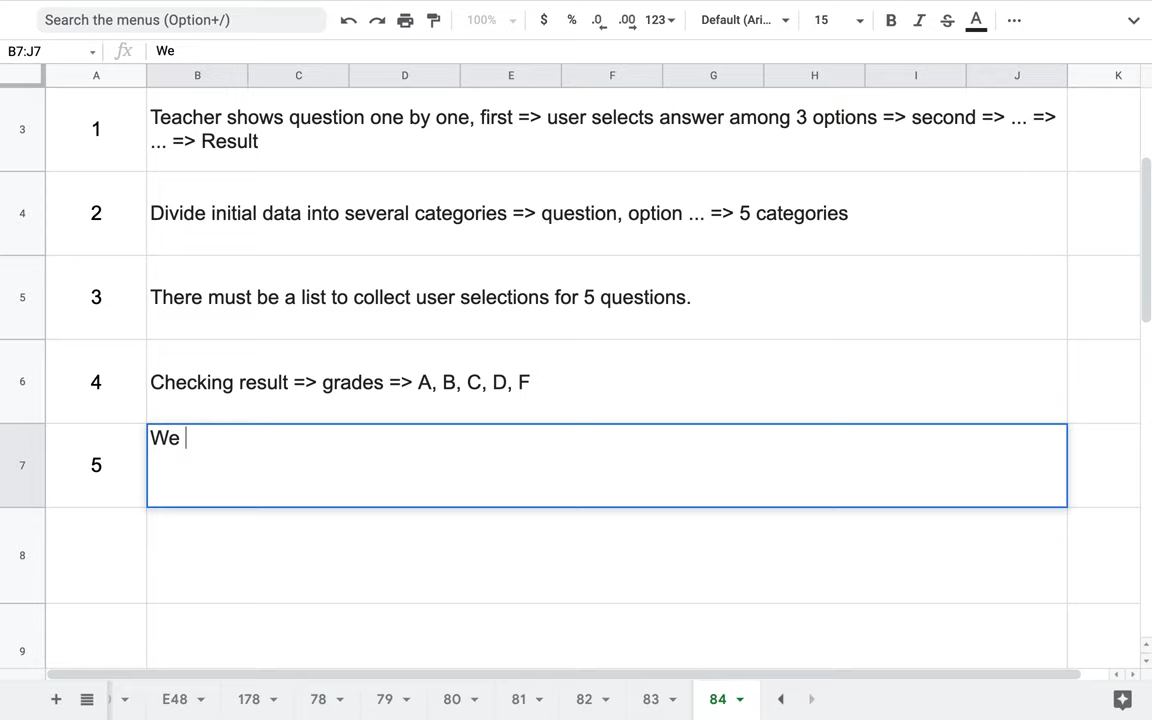 Search the menus (Option+/) 100% $ % .0 .00 123 Default (Ari... 15 B I S A ...
B7:J7 fx We
A B C D E F G H I J K
3 1 Teacher shows question one by one, first => user selects answer among 3 options => second => ... =>
... => Result
4 2 Divide initial data into several categories => question, option ... => 5 categories
5 3 There must be a list to collect user selections for 5 questions.
6 4 Checking result => grades => A, B, C, D, F
We
7 5
8
9
+ E48 178 78 79 80 81 82 83 84